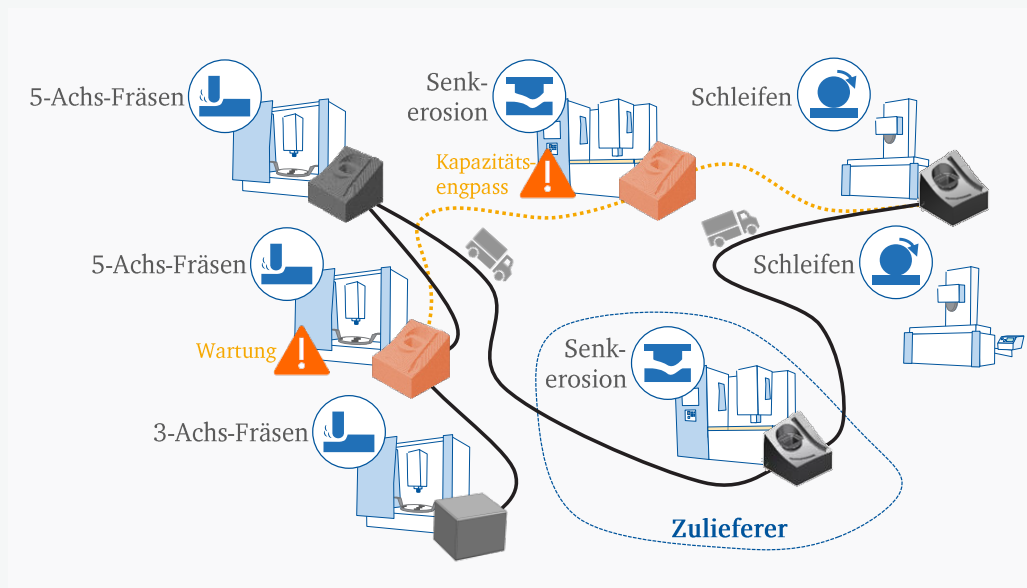 5-Achs-Fräsen
Senk-
erosion
Schleifen
Kapazitäts-
engpass
5-Achs-Fräsen
Schleifen
Wartung
Senk-
erosion
3-Achs-Fräsen
Zulieferer